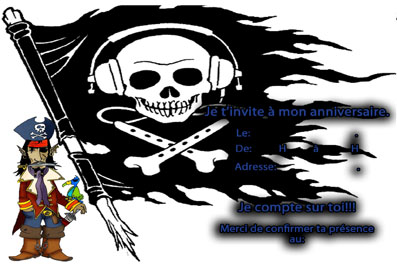 Je t'invite à mon anniversaire.
Le: .
De: H à H
Adresse: .
Je compte sur toi!!!
Merci de confirmer ta présence
au: